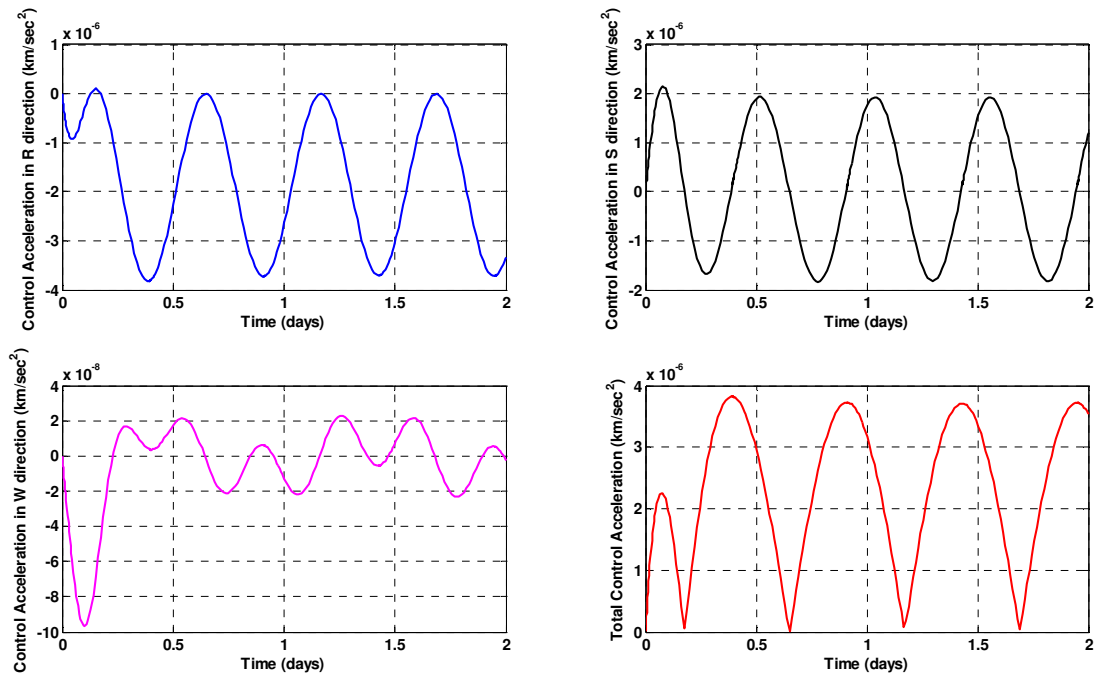 x 10^-6
Control Acceleration in R direction (km/sec^2)
1
0
-1
-2
-3
-4
0 0.5 1 1.5 2
Time (days)
x 10^-6
Control Acceleration in S direction (km/sec^2)
3
2
1
0
-1
-2
0 0.5 1 1.5 2
Time (days)
x 10^-8
Control Acceleration in W direction (km/sec^2)
4
2
0
-2
-4
-6
-8
-10
0 0.5 1 1.5 2
Time (days)
x 10^-6
Total Control Acceleration (km/sec^2)
4
3
2
1
0
0 0.5 1 1.5 2
Time (days)